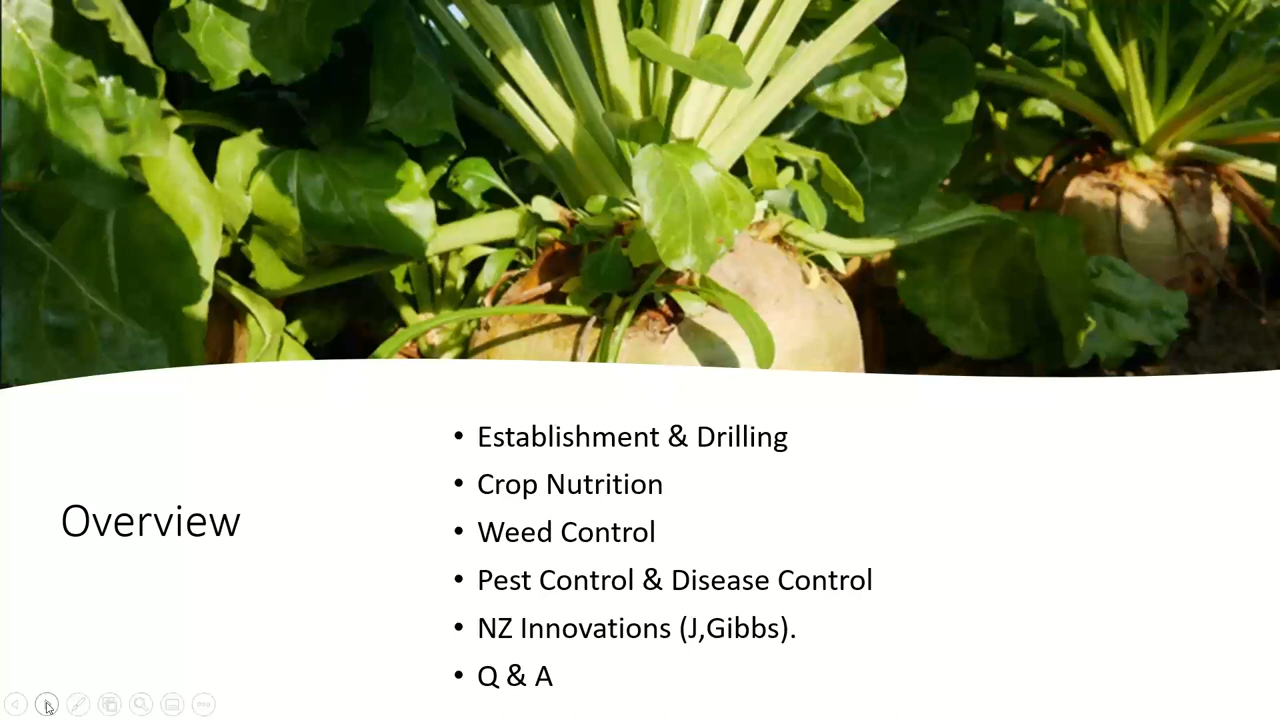 Overview
• Establishment & Drilling
• Crop Nutrition
• Weed Control
• Pest Control & Disease Control
• NZ Innovations (J,Gibbs).
• Q & A